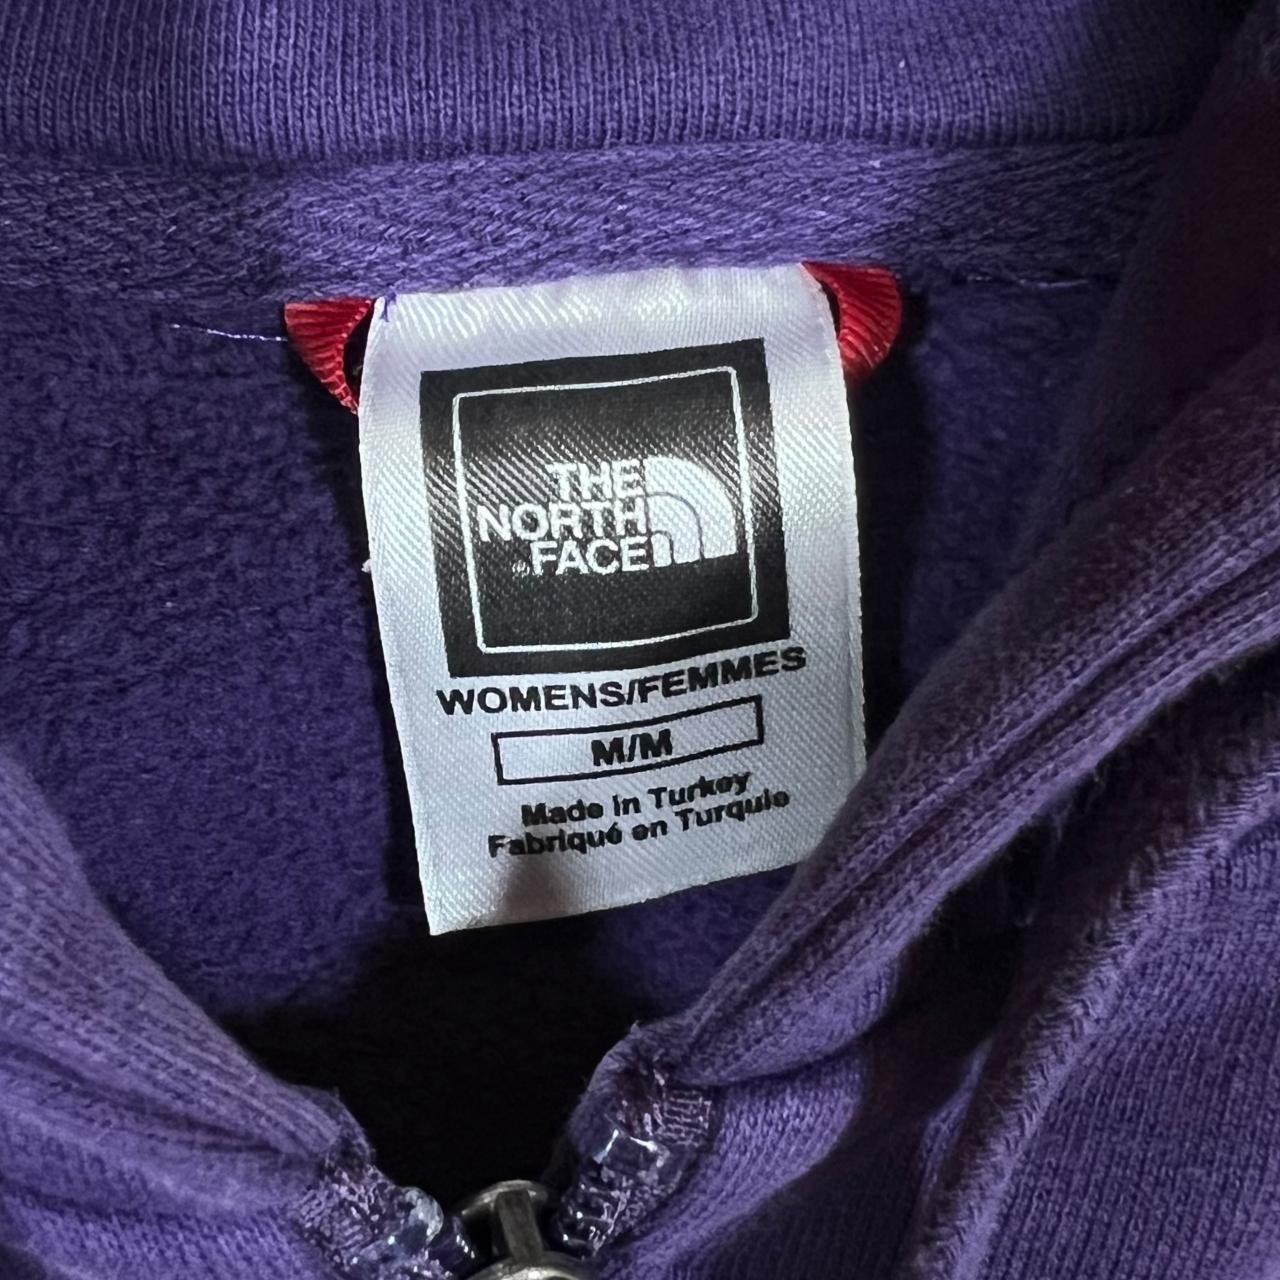 THE
NORTH
FACE
WOMENS/FEMMES
M/M
Made in Turkey
Fabriqué en Turquie